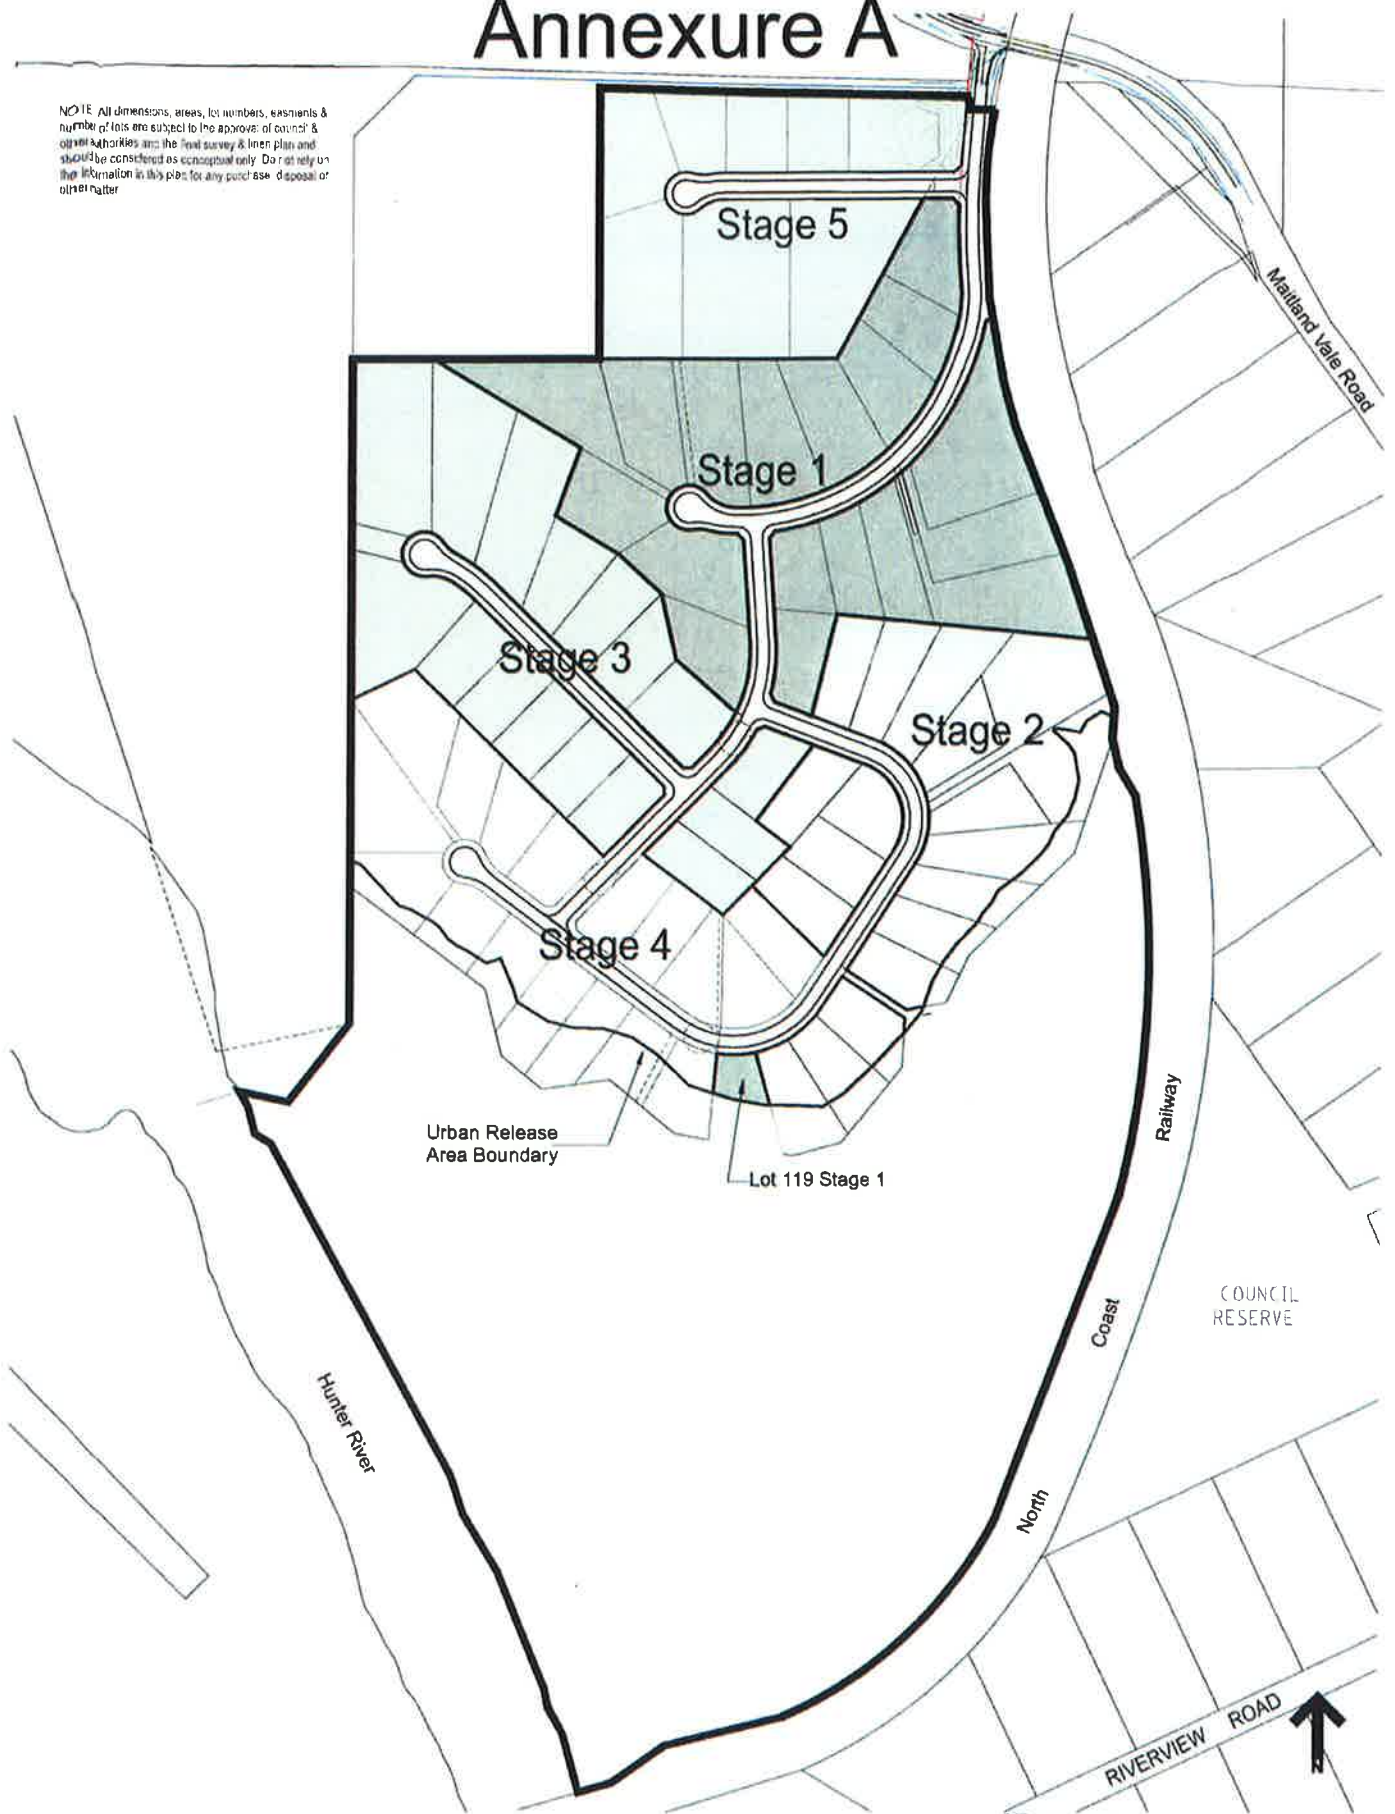 Annexure A
NOTE All dimensions, areas, lot numbers, easments &
number of lots are subject to the approval of council &
other authorities and the final survey & linen plan and
should be considered as conceptual only Do not rely on
the information in this plan for any purchase disposal or
other matter
Stage 5
Maitland Vale Road
Stage 1
Stage 3
Stage 2
Stage 4
Urban Release
Area Boundary
Lot 119 Stage 1
Railway
Coast
North
COUNCIL
RESERVE
Hunter River
RIVERVIEW ROAD
N